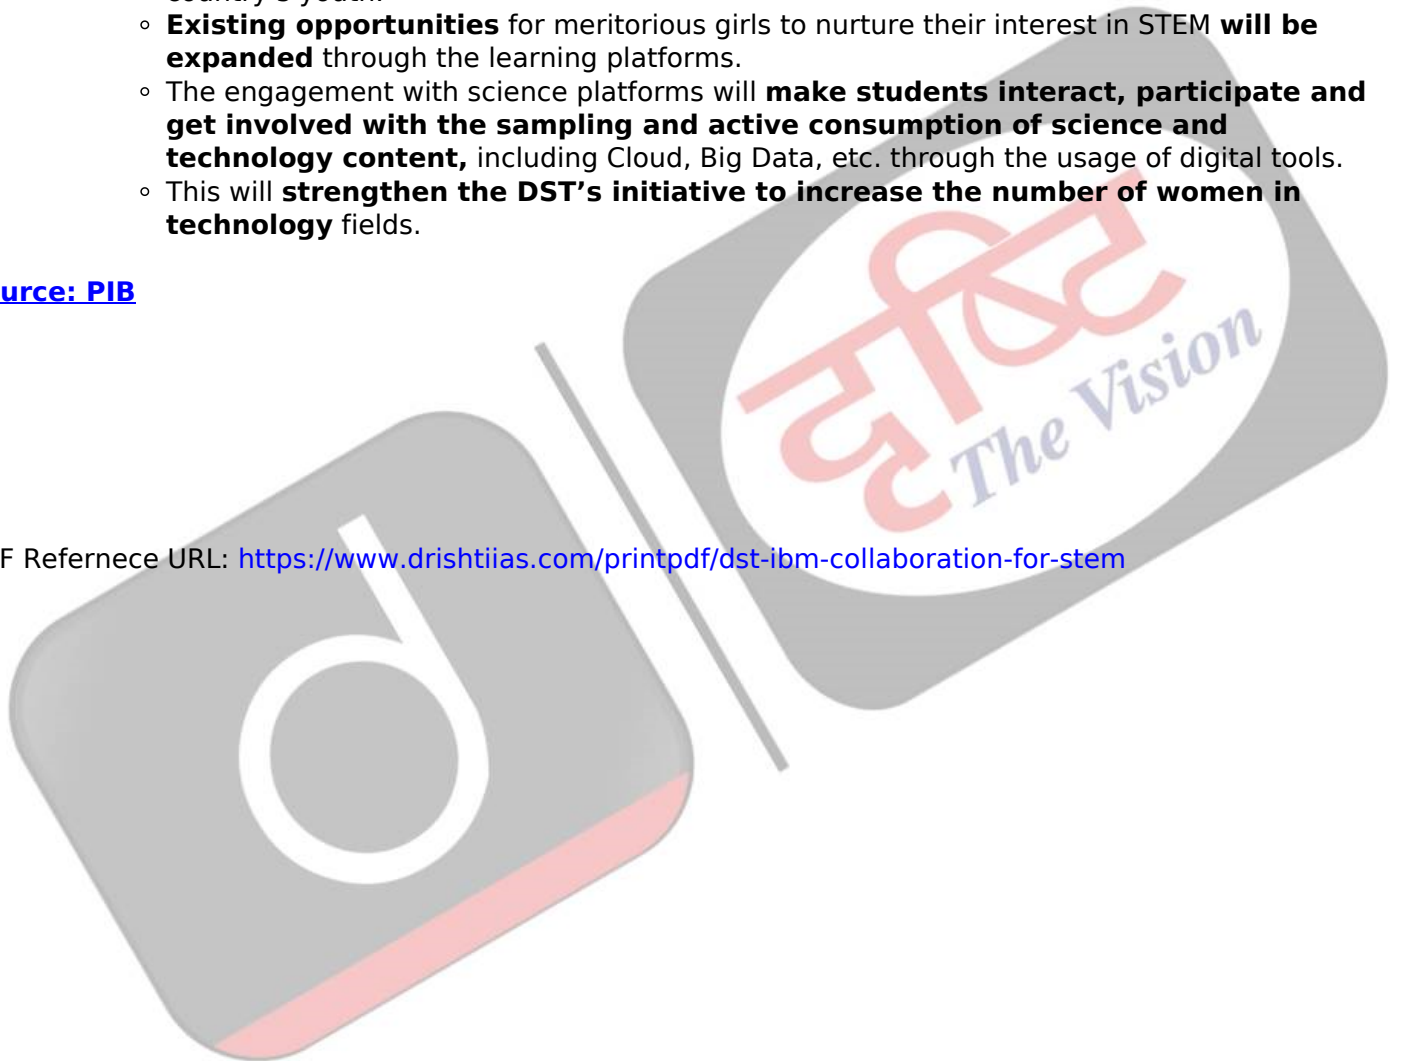 country's youth.
Existing opportunities for meritorious girls to nurture their interest in STEM will be
expanded through the learning platforms.
The engagement with science platforms will make students interact, participate and
get involved with the sampling and active consumption of science and
technology content, including Cloud, Big Data, etc. through the usage of digital tools.
This will strengthen the DST’s initiative to increase the number of women in
technology fields.
urce: PIB
दृष्टि
The Vision
F Refernece URL: https://www.drishtiias.com/printpdf/dst-ibm-collaboration-for-stem
d